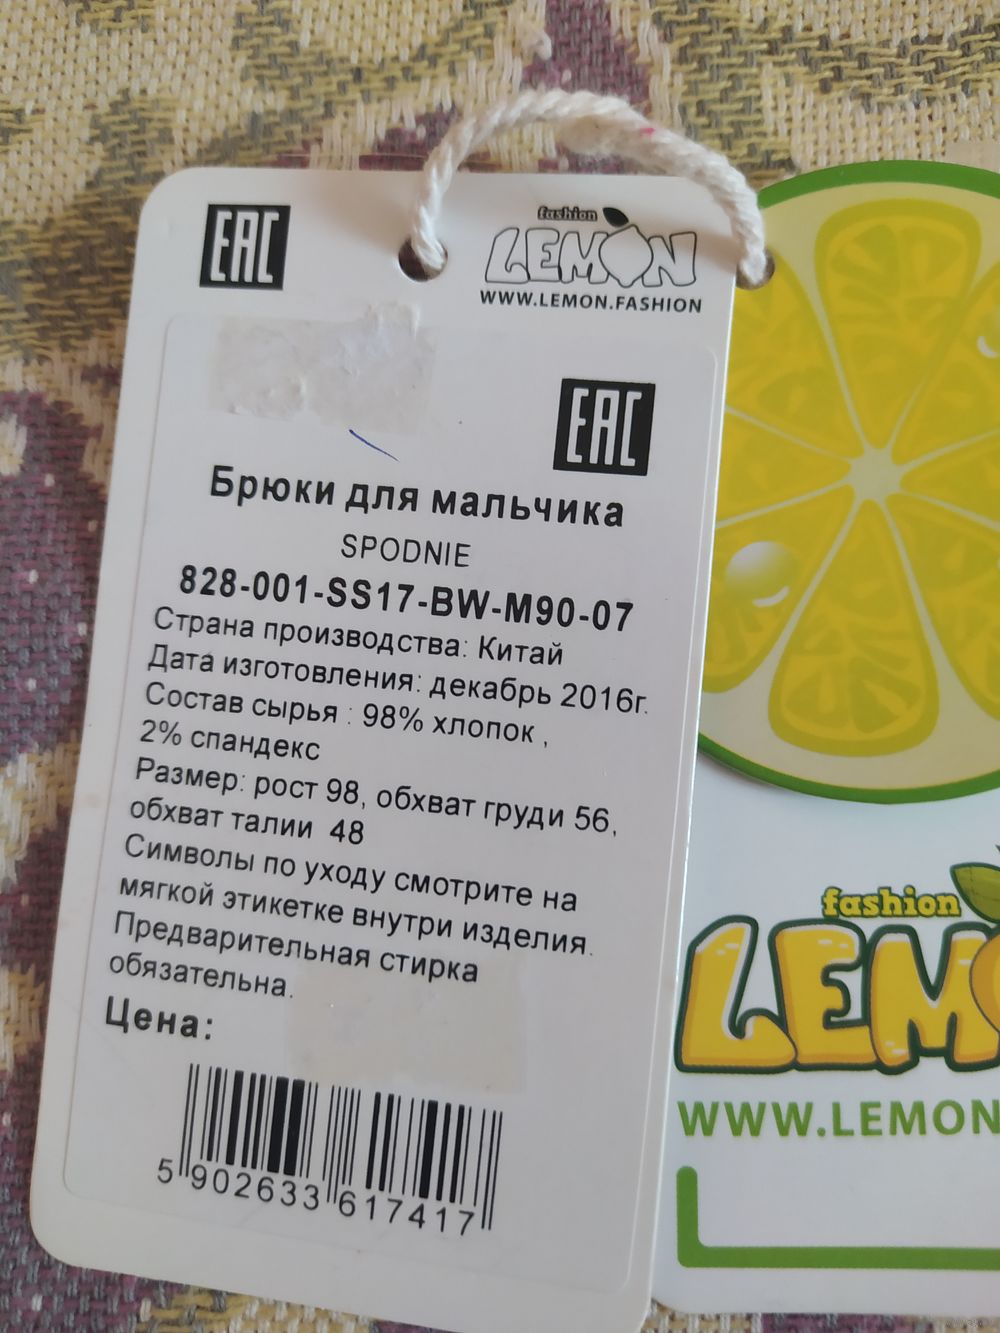 EAC
fashion
LEMON
WWW.LEMON.FASHION
EAC
Брюки для мальчика
SPODNIE
828-001-SS17-BW-M90-07
Страна производства: Китай
Дата изготовления: декабрь 2016г.
Состав сырья : 98% хлопок ,
2% спандекс
Размер: рост 98, обхват груди 56,
обхват талии 48
Символы по уходу смотрите на
мягкой этикетке внутри изделия.
Предварительная стирка
обязательна.
Цена:
5 902633 617417
fashion
LEMO
WWW.LEMON